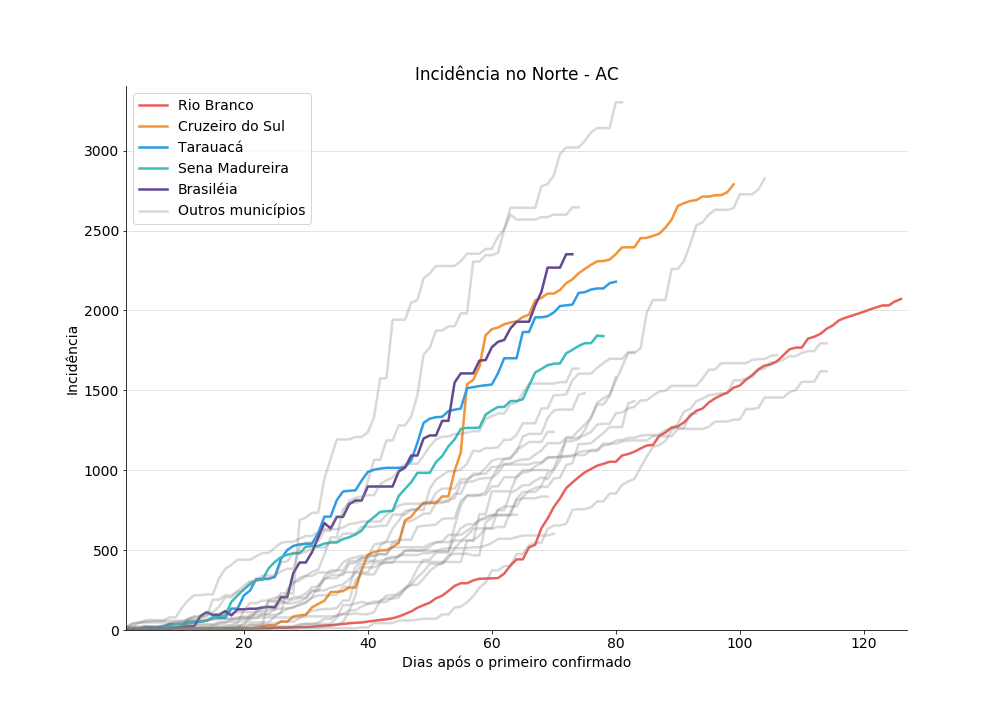 Incidência no Norte - AC
Rio Branco
Cruzeiro do Sul
Tarauacá
Sena Madureira
Brasiléia
Outros municípios
3000
2500
2000
1500
1000
500
0
Incidência
20 40 60 80 100 120
Dias após o primeiro confirmado